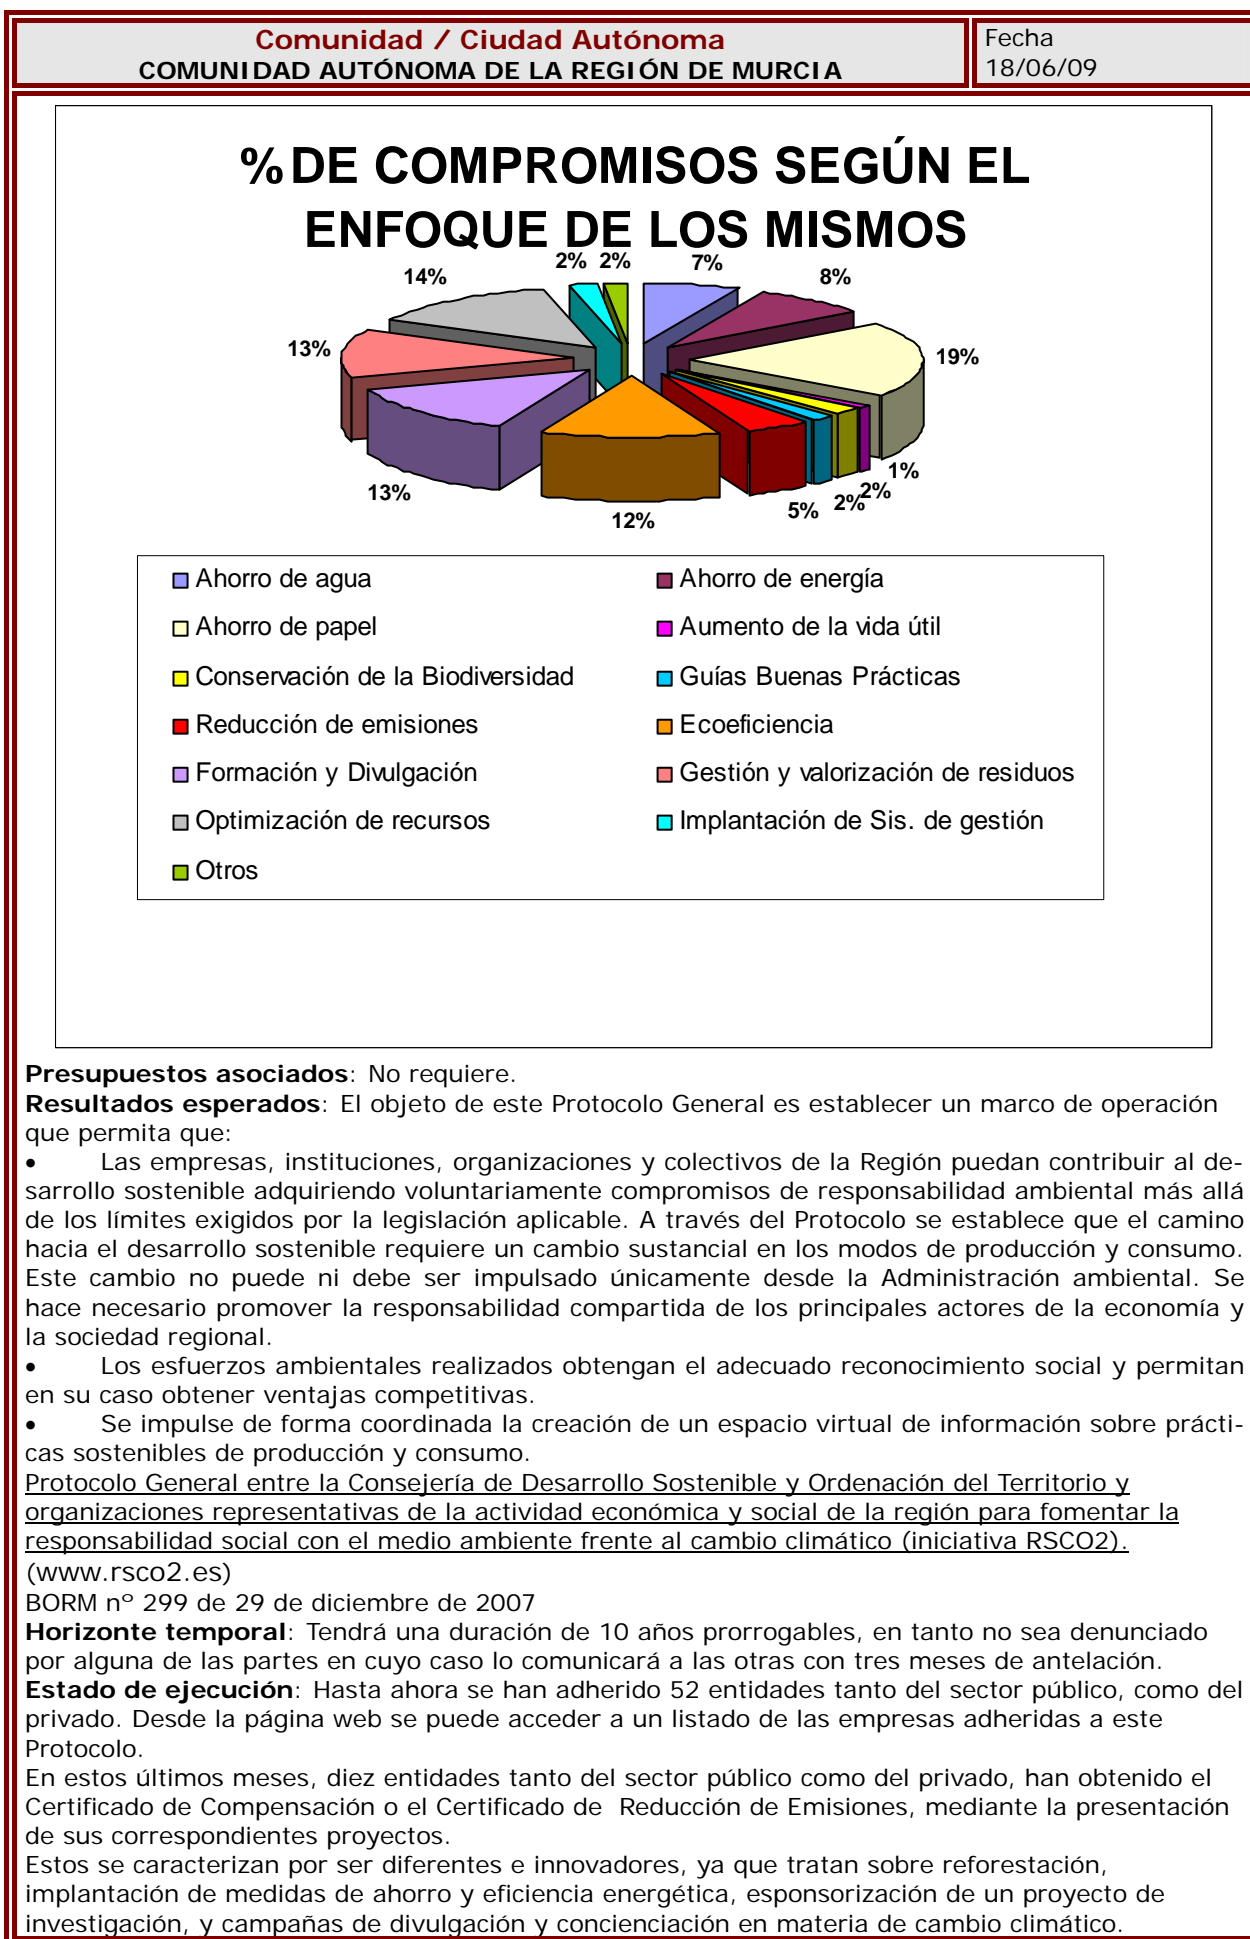 Comunidad / Ciudad Autónoma
COMUNIDAD AUTÓNOMA DE LA REGIÓN DE MURCIA
Fecha
18/06/09
% DE COMPROMISOS SEGÚN EL
ENFOQUE DE LOS MISMOS
2% 2% 7%
14% 8%
13% 19%
1%
13% 2% 2%
12% 5%
Ahorro de agua Ahorro de energía
Ahorro de papel Aumento de la vida útil
Conservación de la Biodiversidad Guías Buenas Prácticas
Reducción de emisiones Ecoeficiencia
Formación y Divulgación Gestión y valorización de residuos
Optimización de recursos Implantación de Sis. de gestión
Otros
Presupuestos asociados: No requiere.
Resultados esperados: El objeto de este Protocolo General es establecer un marco de operación
que permita que:
• Las empresas, instituciones, organizaciones y colectivos de la Región puedan contribuir al de-
sarrollo sostenible adquiriendo voluntariamente compromisos de responsabilidad ambiental más allá
de los límites exigidos por la legislación aplicable. A través del Protocolo se establece que el camino
hacia el desarrollo sostenible requiere un cambio sustancial en los modos de producción y consumo.
Este cambio no puede ni debe ser impulsado únicamente desde la Administración ambiental. Se
hace necesario promover la responsabilidad compartida de los principales actores de la economía y
la sociedad regional.
• Los esfuerzos ambientales realizados obtengan el adecuado reconocimiento social y permitan
en su caso obtener ventajas competitivas.
• Se impulse de forma coordinada la creación de un espacio virtual de información sobre prácti-
cas sostenibles de producción y consumo.
Protocolo General entre la Consejería de Desarrollo Sostenible y Ordenación del Territorio y
organizaciones representativas de la actividad económica y social de la región para fomentar la
responsabilidad social con el medio ambiente frente al cambio climático (iniciativa RSCO2).
(www.rsco2.es)
BORM nº 299 de 29 de diciembre de 2007
Horizonte temporal: Tendrá una duración de 10 años prorrogables, en tanto no sea denunciado
por alguna de las partes en cuyo caso lo comunicará a las otras con tres meses de antelación.
Estado de ejecución: Hasta ahora se han adherido 52 entidades tanto del sector público, como del
privado. Desde la página web se puede acceder a un listado de las empresas adheridas a este
Protocolo.
En estos últimos meses, diez entidades tanto del sector público como del privado, han obtenido el
Certificado de Compensación o el Certificado de Reducción de Emisiones, mediante la presentación
de sus correspondientes proyectos.
Estos se caracterizan por ser diferentes e innovadores, ya que tratan sobre reforestación,
implantación de medidas de ahorro y eficiencia energética, esponsorización de un proyecto de
investigación, y campañas de divulgación y concienciación en materia de cambio climático.